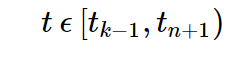 t ϵ [t_{k−1}, t_{n+1})